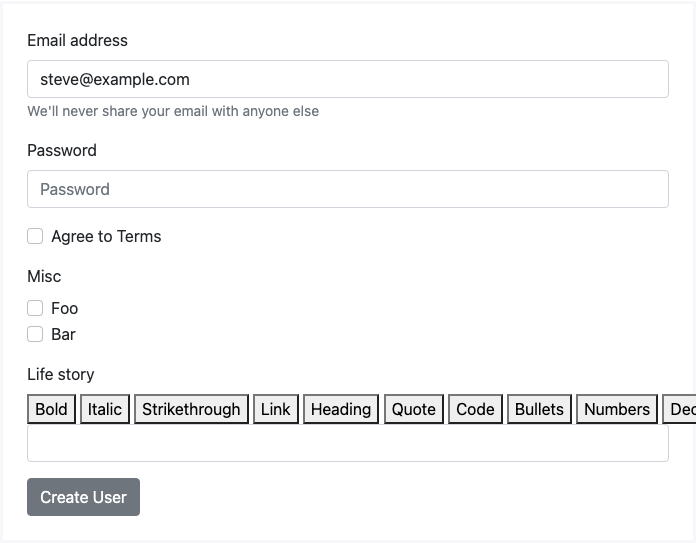 Email address
steve@example.com
We'll never share your email with anyone else
Password
Password
Agree to Terms
Misc
Foo
Bar
Life story
Bold Italic Strikethrough Link Heading Quote Code Bullets Numbers Dec
Create User